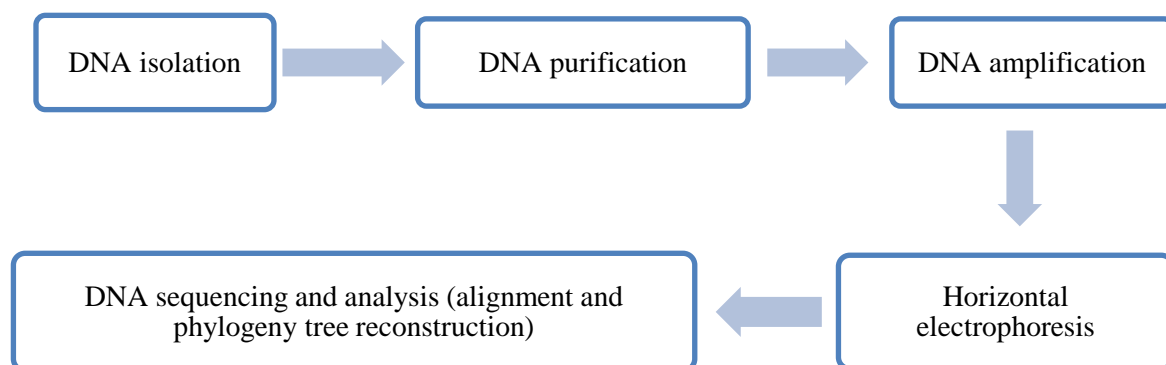 DNA isolation
DNA purification
DNA amplification
Horizontal
electrophoresis
DNA sequencing and analysis (alignment and
phylogeny tree reconstruction)